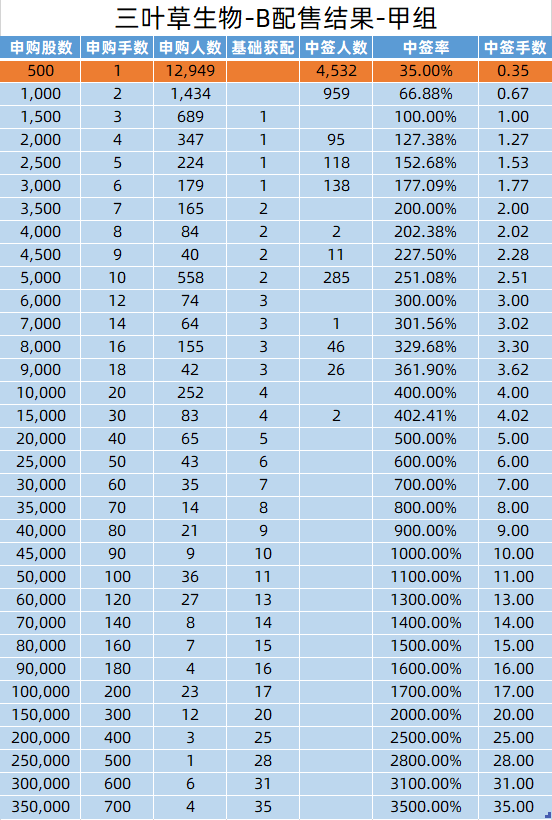 三叶草生物-B配售结果-甲组
申购股数 申购手数 申购人数 基础获配 中签人数 中签率 中签手数
500 1 12,949 4,532 35.00% 0.35
1,000 2 1,434 959 66.88% 0.67
1,500 3 689 1 100.00% 1.00
2,000 4 347 1 95 127.38% 1.27
2,500 5 224 1 118 152.68% 1.53
3,000 6 179 1 138 177.09% 1.77
3,500 7 165 2 200.00% 2.00
4,000 8 84 2 2 202.38% 2.02
4,500 9 40 2 11 227.50% 2.28
5,000 10 558 2 285 251.08% 2.51
6,000 12 74 3 300.00% 3.00
7,000 14 64 3 1 301.56% 3.02
8,000 16 155 3 46 329.68% 3.30
9,000 18 42 3 26 361.90% 3.62
10,000 20 252 4 400.00% 4.00
15,000 30 83 4 2 402.41% 4.02
20,000 40 65 5 500.00% 5.00
25,000 50 43 6 600.00% 6.00
30,000 60 35 7 700.00% 7.00
35,000 70 14 8 800.00% 8.00
40,000 80 21 9 900.00% 9.00
45,000 90 9 10 1000.00% 10.00
50,000 100 36 11 1100.00% 11.00
60,000 120 27 13 1300.00% 13.00
70,000 140 8 14 1400.00% 14.00
80,000 160 7 15 1500.00% 15.00
90,000 180 4 16 1600.00% 16.00
100,000 200 23 17 1700.00% 17.00
150,000 300 12 20 2000.00% 20.00
200,000 400 3 25 2500.00% 25.00
250,000 500 1 28 2800.00% 28.00
300,000 600 6 31 3100.00% 31.00
350,000 700 4 35 3500.00% 35.00